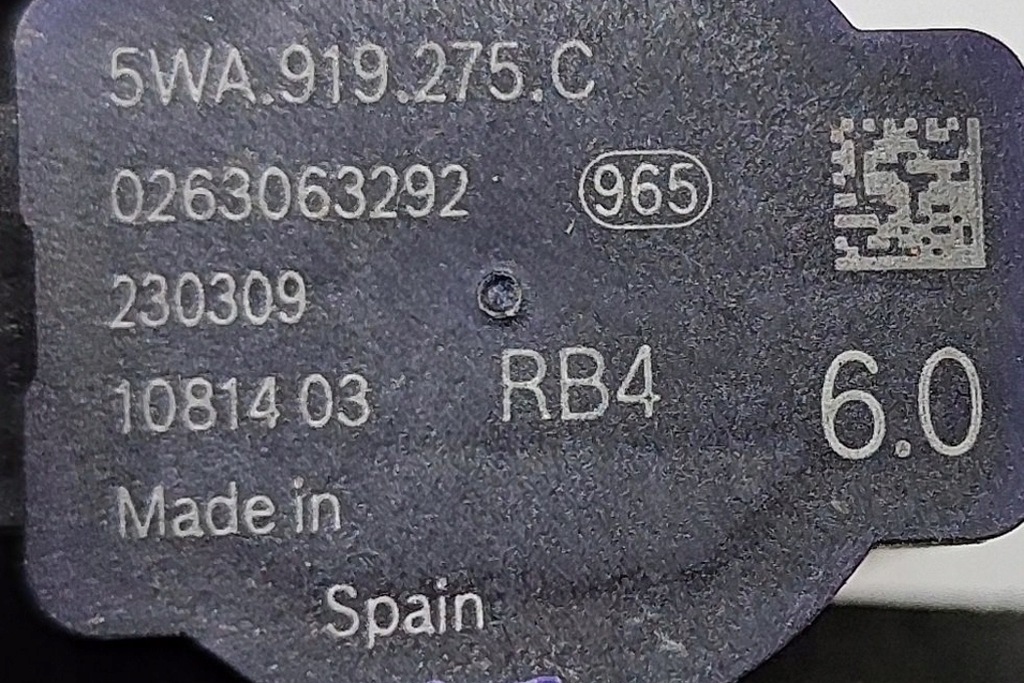 5WA.919.275.C
0263063292 965
230309
10814 03 RB4 6.0
Made in
Spain